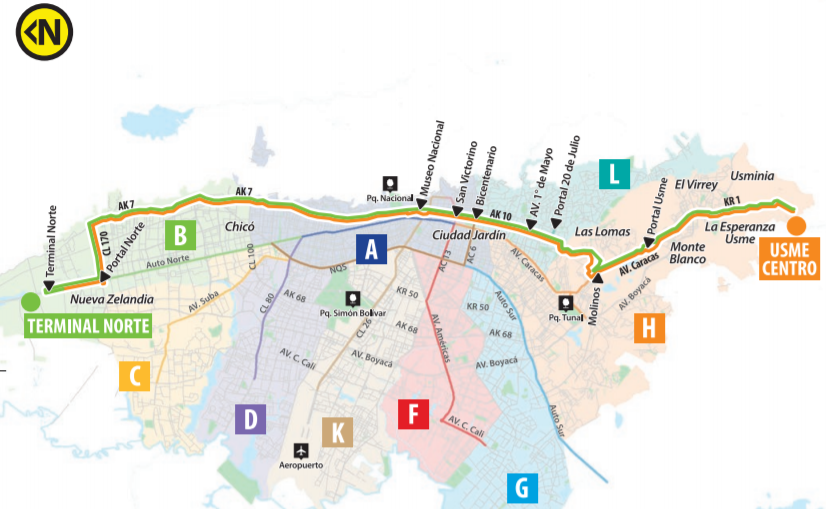 <N
Terminal Norte
CL 170
Portal Norte
AK 7
AK 7
Chicó
B
Auto Norte
CL 100
Nueva Zelandia
TERMINAL NORTE
AV. Suba
C
CL 80
D
AK 68
NQS
A
Pq. Nacional
Museo Nacional
San Victorino
Bicentenario
AK 10
AV. 1° de Mayo
Portal 20 de Julio
L
Ciudad Jardín
Las Lomas
Portal Usme
El Virrey
Usminia
KR 1
La Esperanza
Usme
Monte
Blanco
USME
CENTRO
AV. Caracas
AV. Caracas
Molinos
AV. Boyacá
H
Pq. Tunal
AC 13
AC 6
Pq. Simón Bolívar
KR 50
KR 50
CL 26
AK 68
AK 68
AV. C. Cali
AV. Boyacá
AV. Boyacá
AV. Américas
Auto Sur
Auto Sur
K
F
AV. C. Cali
Aeropuerto
G